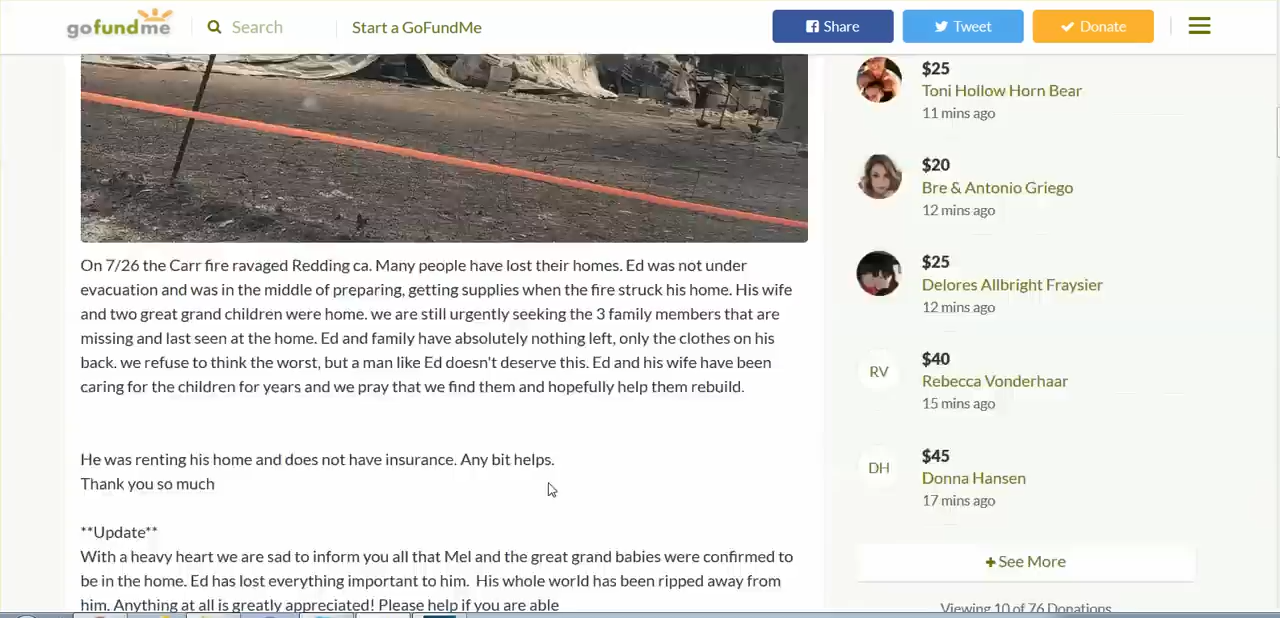 gofundme
Search
Start a GoFundMe
Share
Tweet
Donate
$25
Toni Hollow Horn Bear
11 mins ago
$20
Bre & Antonio Griego
12 mins ago
$25
Delores Allbright Fraysier
12 mins ago
RV
$40
Rebecca Vonderhaar
15 mins ago
DH
$45
Donna Hansen
17 mins ago
+See More
Viewing 10 of 76 Donations
On 7/26 the Carr fire ravaged Redding ca. Many people have lost their homes. Ed was not under
evacuation and was in the middle of preparing, getting supplies when the fire struck his home. His wife
and two great grand children were home. we are still urgently seeking the 3 family members that are
missing and last seen at the home. Ed and family have absolutely nothing left, only the clothes on his
back. we refuse to think the worst, but a man like Ed doesn't deserve this. Ed and his wife have been
caring for the children for years and we pray that we find them and hopefully help them rebuild.
He was renting his home and does not have insurance. Any bit helps.
Thank you so much
**Update**
With a heavy heart we are sad to inform you all that Mel and the great grand babies were confirmed to
be in the home. Ed has lost everything important to him. His whole world has been ripped away from
him. Anything at all is greatly appreciated! Please help if you are able